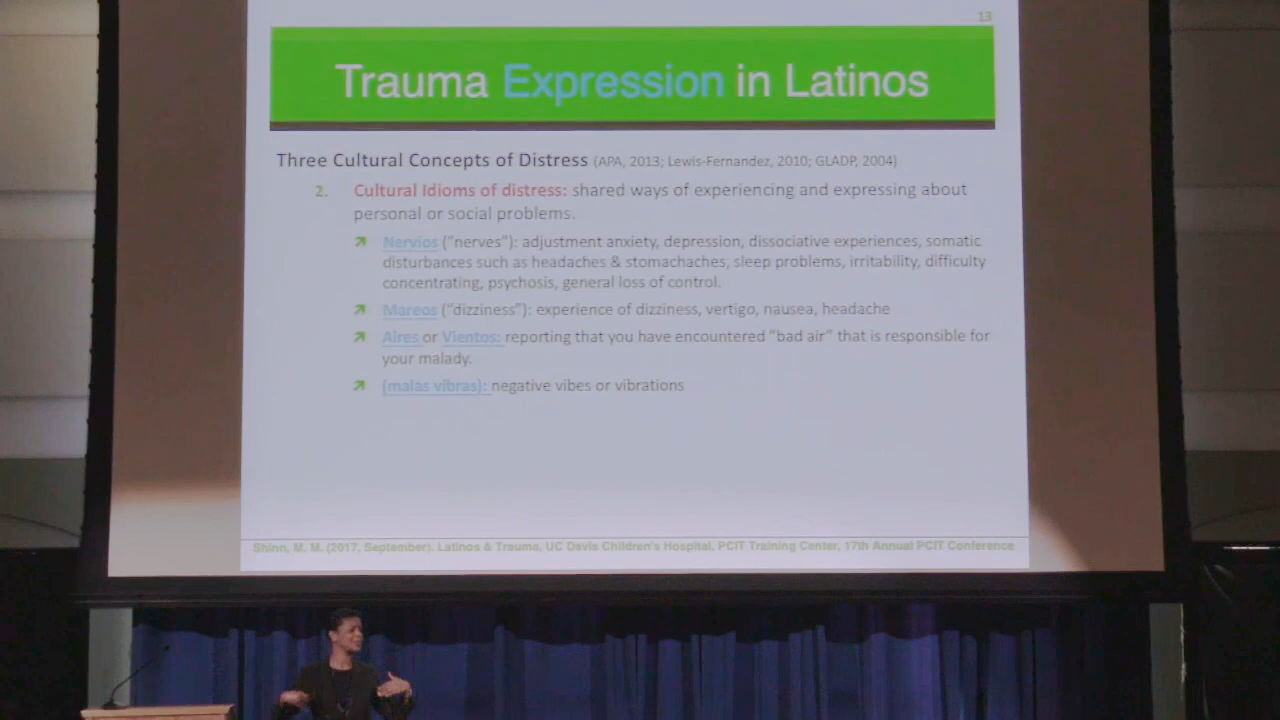 13
Trauma Expression in Latinos
Three Cultural Concepts of Distress (APA, 2013; Lewis-Fernandez, 2010; GLADP, 2004)
2. Cultural Idioms of distress: shared ways of experiencing and expressing about
personal or social problems.
Nervios ("nerves"): adjustment anxiety, depression, dissociative experiences, somatic
disturbances such as headaches & stomachaches, sleep problems, irritability, difficulty
concentrating, psychosis, general loss of control.
Mareos ("dizziness"): experience of dizziness, vertigo, nausea, headache
Aires or Vientos: reporting that you have encountered "bad air" that is responsible for
your malady.
(malas vibras): negative vibes or vibrations
Shinn, M. M. (2017, September). Latinos & Trauma, UC Davis Children's Hospital, PCIT Training Center, 17th Annual PCIT Conference